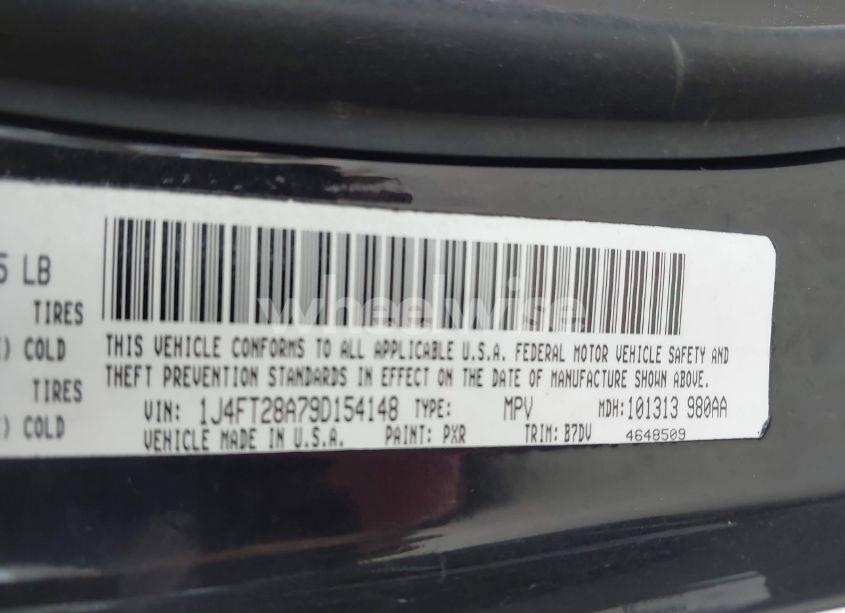 5 LB
TIRES
) COLD
TIRES
) COLD
wheelwise
THIS VEHICLE CONFORMS TO ALL APPLICABLE U.S.A. FEDERAL MOTOR VEHICLE SAFETY AND
THEFT PREVENTION STANDARDS IN EFFECT ON THE DATE OF MANUFACTURE SHOWN ABOVE.
VIN: 1J4FT28A79D154148 TYPE: MPV MDH:101313 980AA
VEHICLE MADE IN U.S.A. PAINT: PXR TRIM: B7DV 4648509